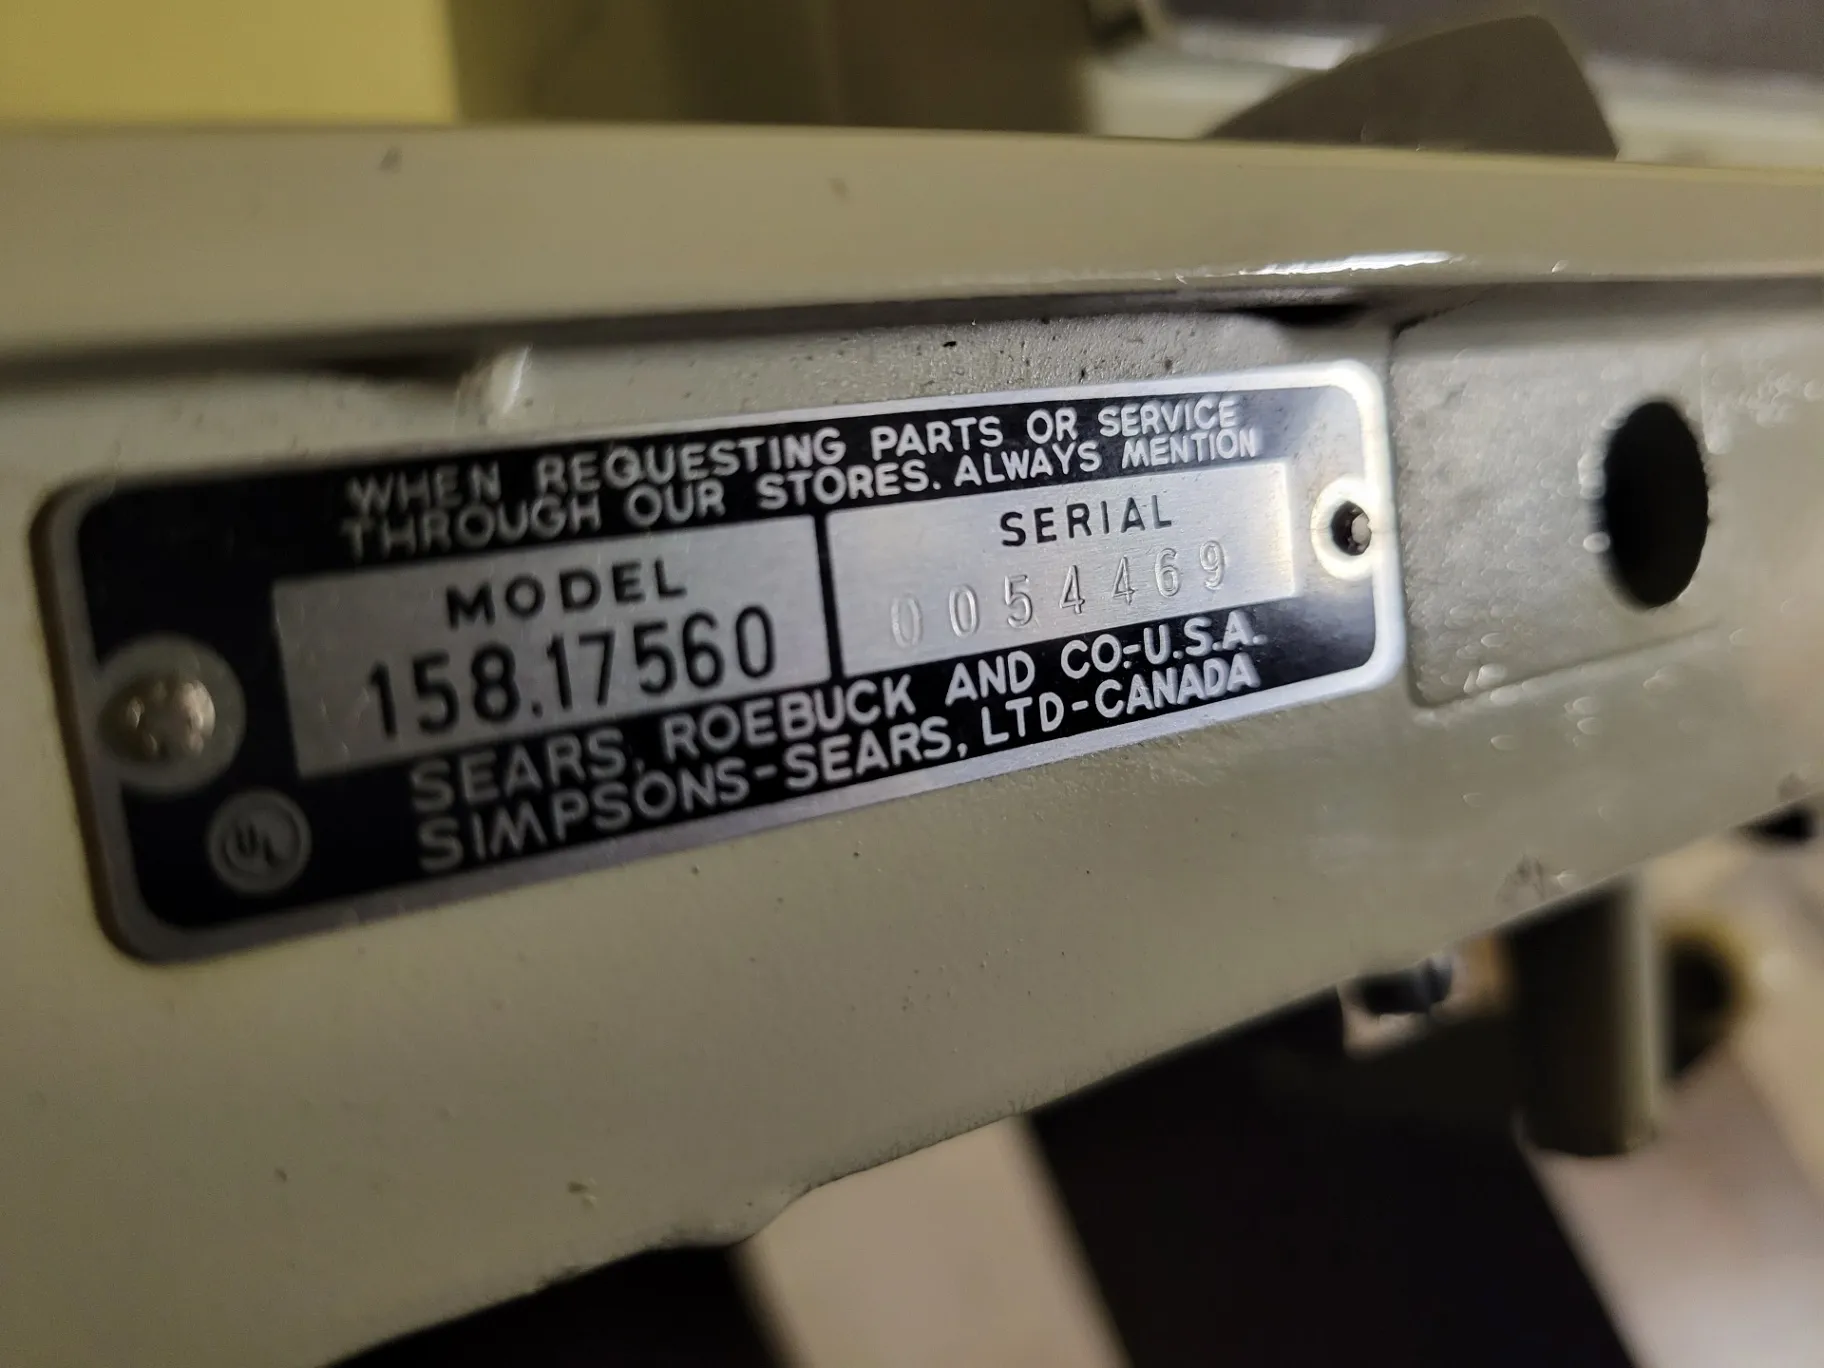 WHEN REQUESTING PARTS OR SERVICE
THROUGH OUR STORES. ALWAYS MENTION
MODEL
158.17560
SERIAL
0054469
SEARS, ROEBUCK AND CO.-U.S.A.
SIMPSONS-SEARS, LTD-CANADA
UL